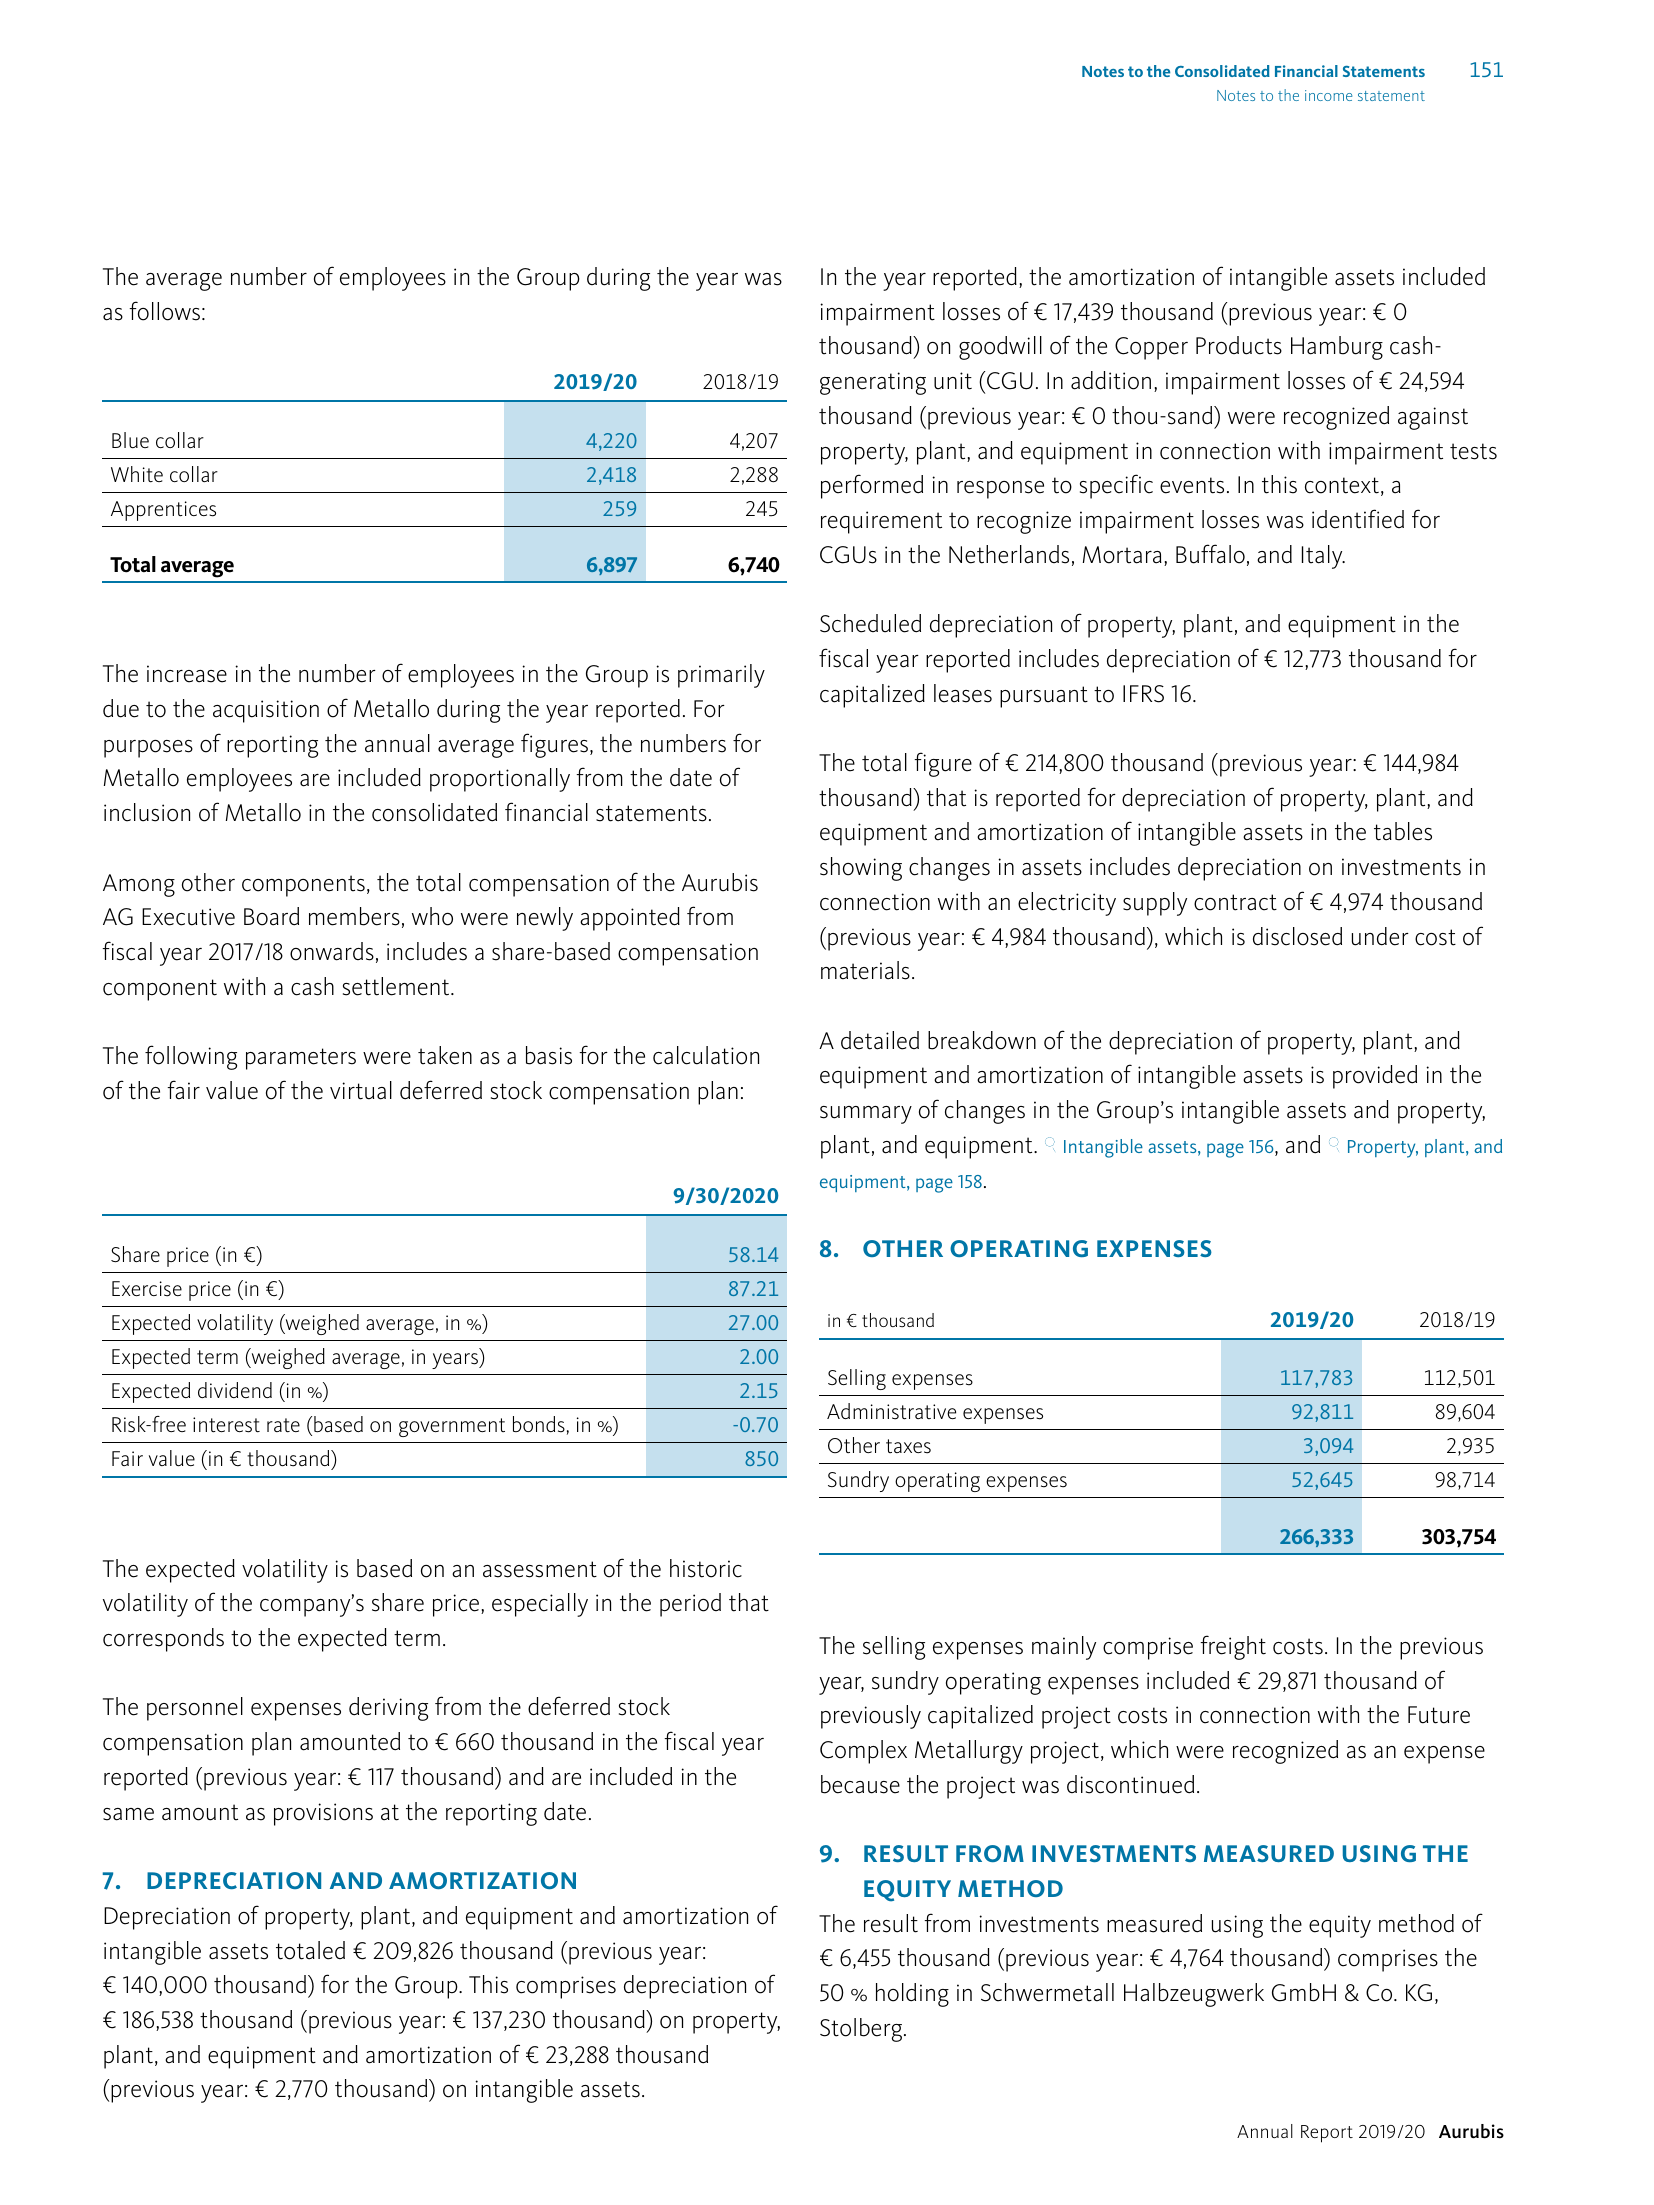 Notes to the Consolidated Financial Statements 151
Notes to the income statement
The average number of employees in the Group during the year was
as follows:
2019/20 2018/19
Blue collar 4,220 4,207
White collar 2,418 2,288
Apprentices 259 245
Total average 6,897 6,740
The increase in the number of employees in the Group is primarily
due to the acquisition of Metallo during the year reported. For
purposes of reporting the annual average figures, the numbers for
Metallo employees are included proportionally from the date of
inclusion of Metallo in the consolidated financial statements.
Among other components, the total compensation of the Aurubis
AG Executive Board members, who were newly appointed from
fiscal year 2017/18 onwards, includes a share-based compensation
component with a cash settlement.
The following parameters were taken as a basis for the calculation
of the fair value of the virtual deferred stock compensation plan:
9/30/2020
Share price (in €) 58.14
Exercise price (in €) 87.21
Expected volatility (weighed average, in %) 27.00
Expected term (weighed average, in years) 2.00
Expected dividend (in %) 2.15
Risk-free interest rate (based on government bonds, in %) -0.70
Fair value (in € thousand) 850
The expected volatility is based on an assessment of the historic
volatility of the company's share price, especially in the period that
corresponds to the expected term.
The personnel expenses deriving from the deferred stock
compensation plan amounted to € 660 thousand in the fiscal year
reported (previous year: € 117 thousand) and are included in the
same amount as provisions at the reporting date.
7. DEPRECIATION AND AMORTIZATION
Depreciation of property, plant, and equipment and amortization of
intangible assets totaled € 209,826 thousand (previous year:
€ 140,000 thousand) for the Group. This comprises depreciation of
€ 186,538 thousand (previous year: € 137,230 thousand) on property,
plant, and equipment and amortization of € 23,288 thousand
(previous year: € 2,770 thousand) on intangible assets.
In the year reported, the amortization of intangible assets included
impairment losses of € 17,439 thousand (previous year: € 0
thousand) on goodwill of the Copper Products Hamburg cash-
generating unit (CGU. In addition, impairment losses of € 24,594
thousand (previous year: € 0 thou-sand) were recognized against
property, plant, and equipment in connection with impairment tests
performed in response to specific events. In this context, a
requirement to recognize impairment losses was identified for
CGUs in the Netherlands, Mortara, Buffalo, and Italy.
Scheduled depreciation of property, plant, and equipment in the
fiscal year reported includes depreciation of € 12,773 thousand for
capitalized leases pursuant to IFRS 16.
The total figure of € 214,800 thousand (previous year: € 144,984
thousand) that is reported for depreciation of property, plant, and
equipment and amortization of intangible assets in the tables
showing changes in assets includes depreciation on investments in
connection with an electricity supply contract of € 4,974 thousand
(previous year: € 4,984 thousand), which is disclosed under cost of
materials.
A detailed breakdown of the depreciation of property, plant, and
equipment and amortization of intangible assets is provided in the
summary of changes in the Group's intangible assets and property,
plant, and equipment. Intangible assets, page 156, and Property, plant, and
equipment, page 158.
8. OTHER OPERATING EXPENSES
in € thousand 2019/20 2018/19
Selling expenses 117,783 112,501
Administrative expenses 92,811 89,604
Other taxes 3,094 2,935
Sundry operating expenses 52,645 98,714
266,333 303,754
The selling expenses mainly comprise freight costs. In the previous
year, sundry operating expenses included € 29,871 thousand of
previously capitalized project costs in connection with the Future
Complex Metallurgy project, which were recognized as an expense
because the project was discontinued.
9. RESULT FROM INVESTMENTS MEASURED USING THE
EQUITY METHOD
The result from investments measured using the equity method of
€ 6,455 thousand (previous year: € 4,764 thousand) comprises the
50 % holding in Schwermetall Halbzeugwerk GmbH & Co. KG,
Stolberg.
Annual Report 2019/20 Aurubis